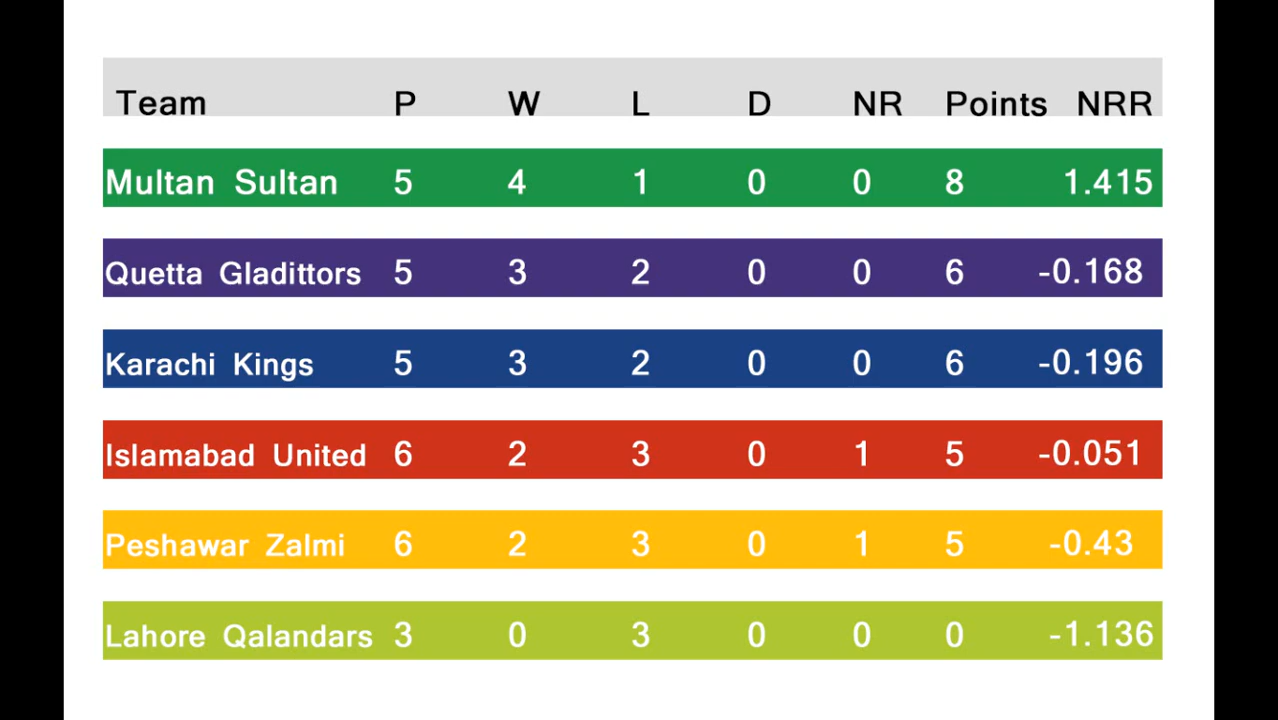 Team P W L D NR Points NRR
Multan Sultan 5 4 1 0 0 8 1.415
Quetta Gladittors 5 3 2 0 0 6 -0.168
Karachi Kings 5 3 2 0 0 6 -0.196
Islamabad United 6 2 3 0 1 5 -0.051
Peshawar Zalmi 6 2 3 0 1 5 -0.43
Lahore Qalandars 3 0 3 0 0 0 -1.136